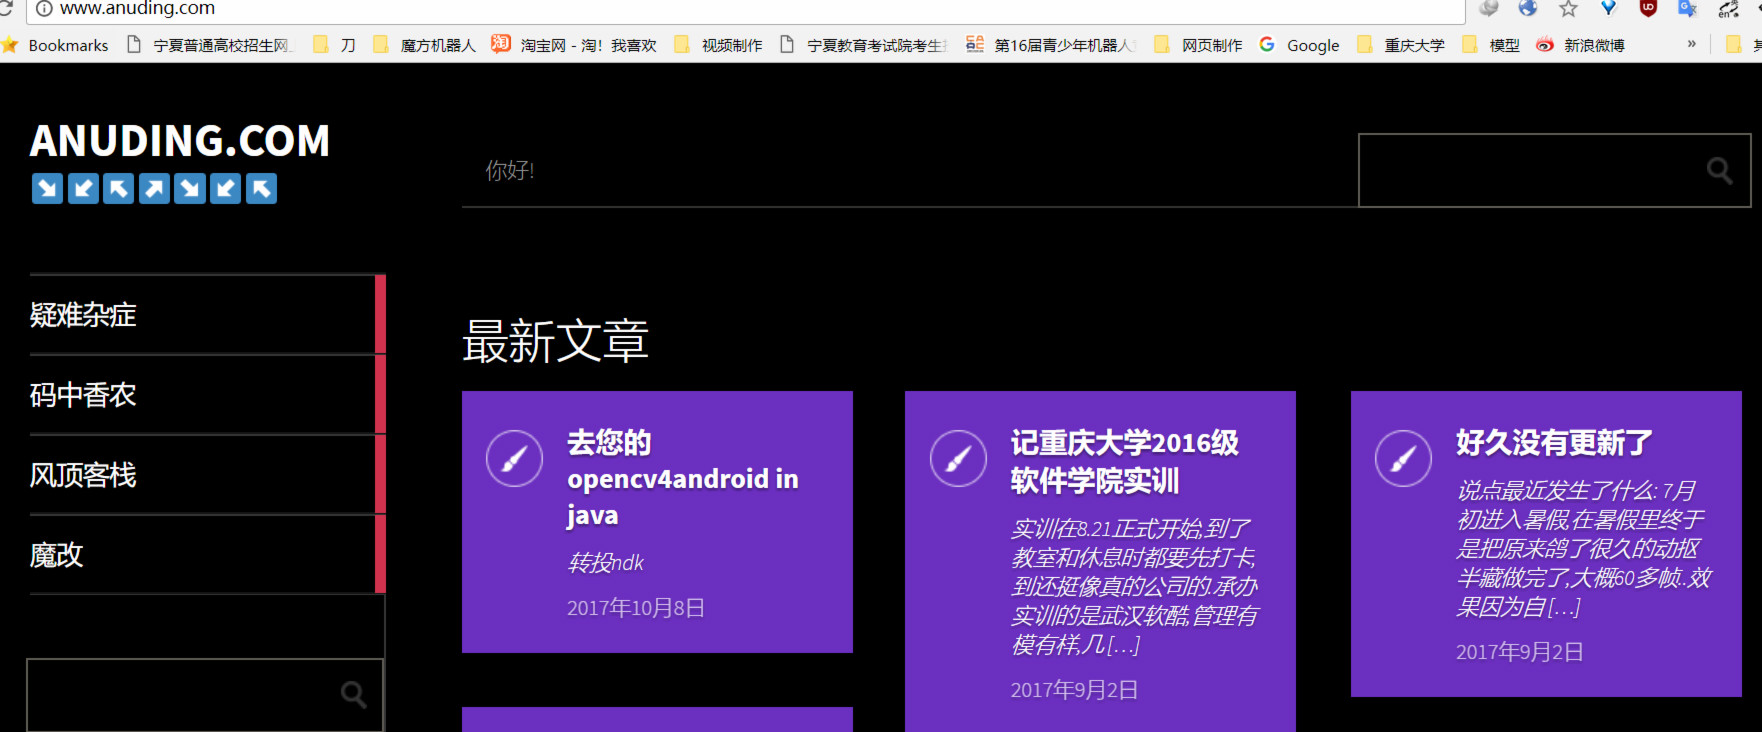 www.anuding.com
Bookmarks 宁夏普通高校招生网 刀 魔方机器人 淘宝网 - 淘！我喜欢 视频制作 宁夏教育考试院考生 第16届青少年机器人 网页制作 Google 重庆大学 模型 新浪微博 »
ANUDING.COM
你好!
疑难杂症
码中香农
风顶客栈
魔改
最新文章
去您的
opencv4android in
java
转投ndk
2017年10月8日
记重庆大学2016级
软件学院实训
实训在8.21正式开始,到了
教室和休息时都要先打卡,
到还挺像真的公司的.承办
实训的是武汉软酷,管理有
模有样,几 […]
2017年9月2日
好久没有更新了
说点最近发生了什么: 7月
初进入暑假,在暑假里终于
是把原来鸽了很久的动抠
半藏做完了,大概60多帧..效
果因为自 […]
2017年9月2日